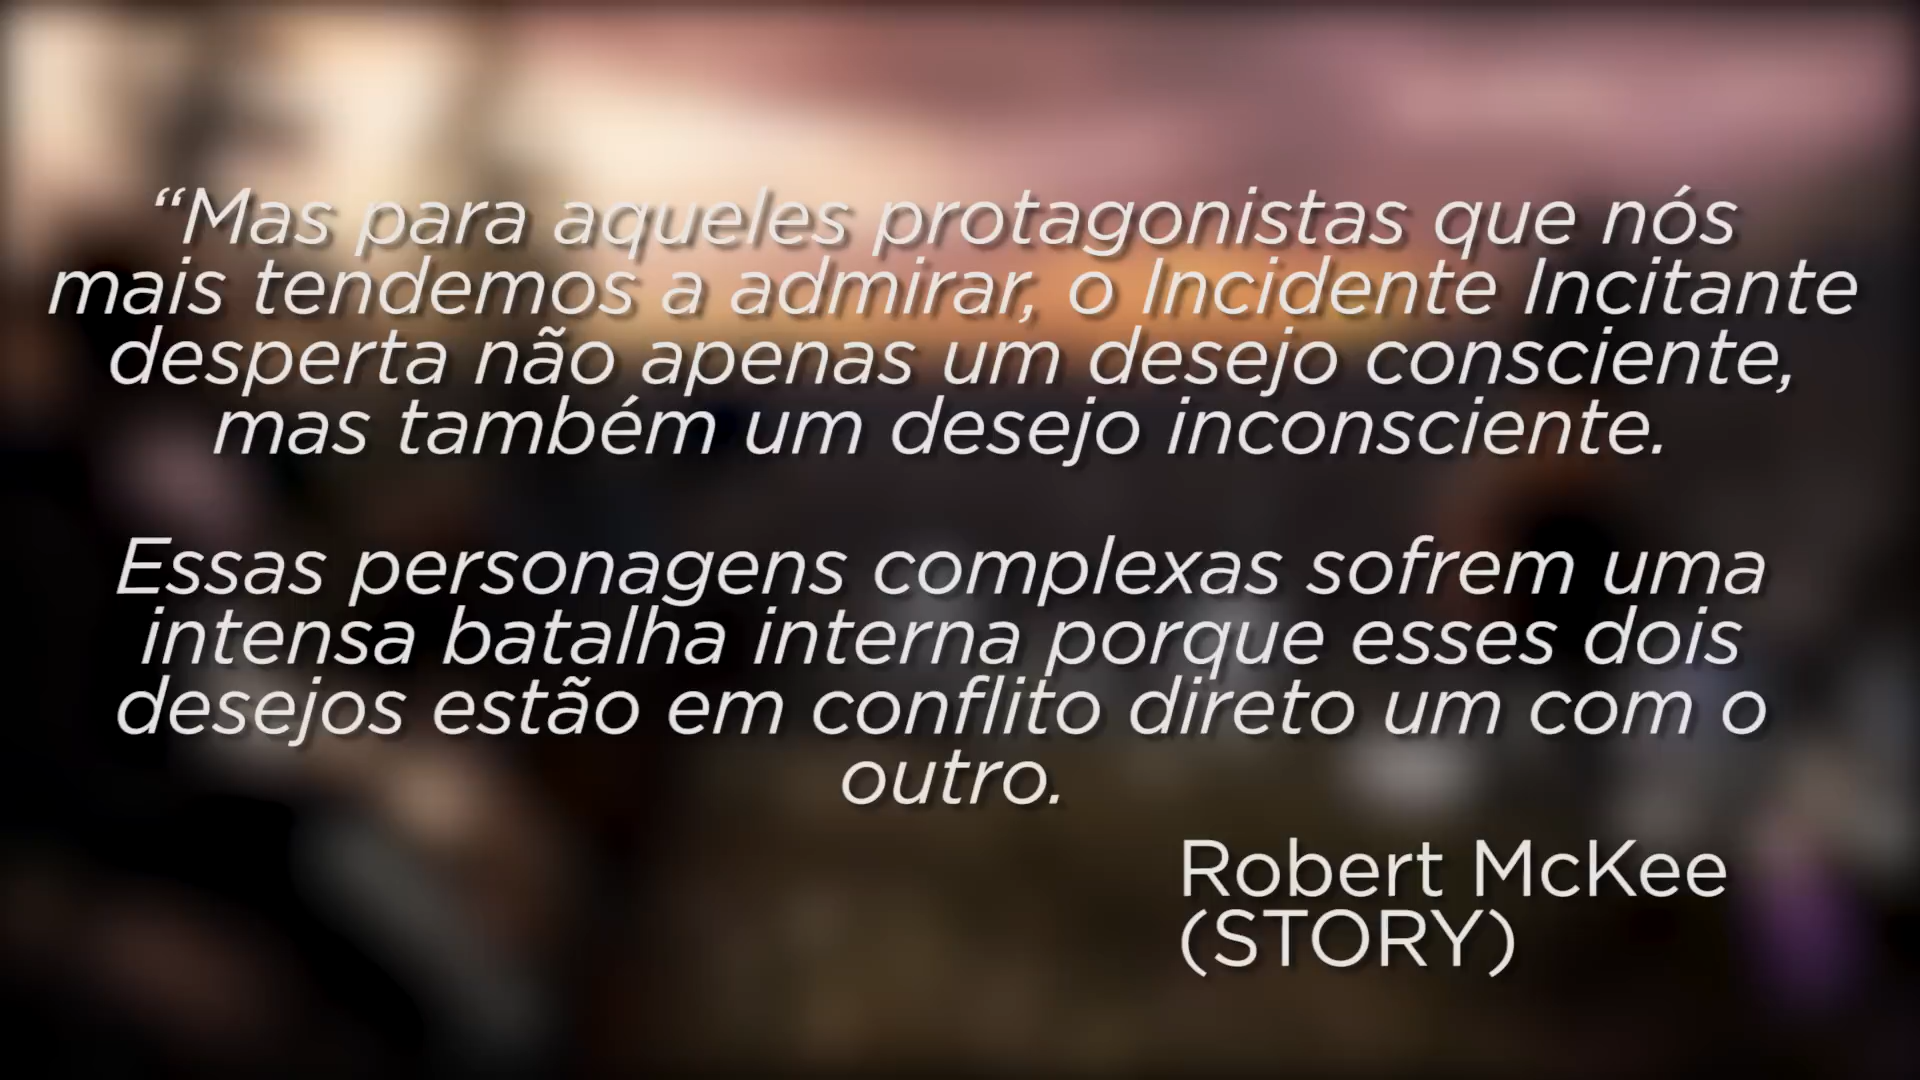 “Mas para aqueles protagonistas que nós
mais tendemos a admirar, o Incidente Incitante
desperta não apenas um desejo consciente,
mas também um desejo inconsciente.
Essas personagens complexas sofrem uma
intensa batalha interna porque esses dois
desejos estão em conflito direto um com o
outro.
Robert McKee
(STORY)